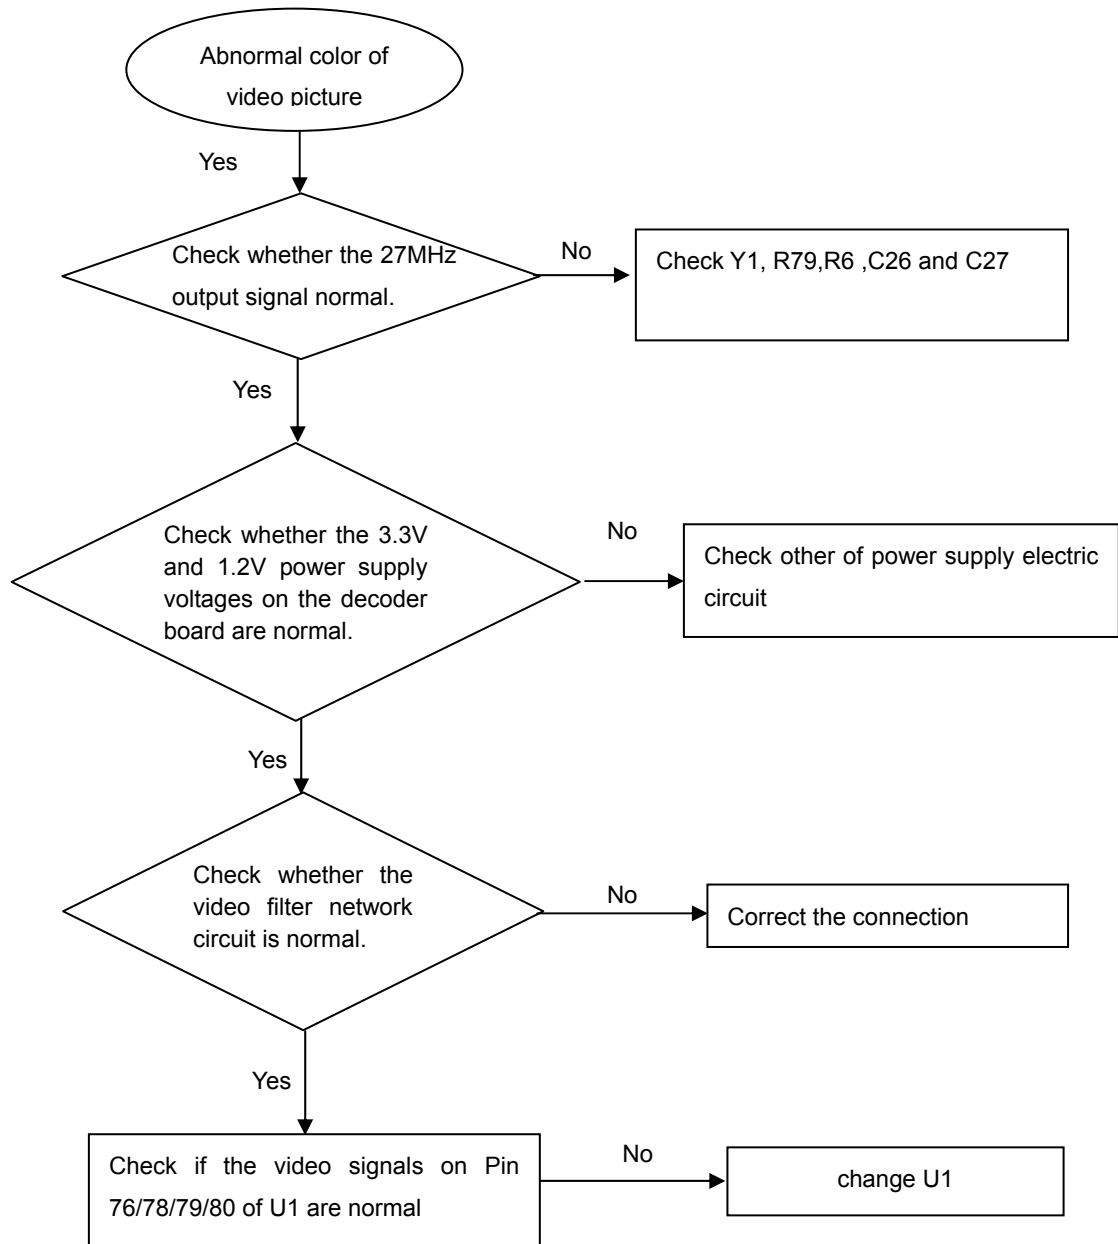 Abnormal color of
video picture
Yes
Check whether the 27MHz
output signal normal.
No
Check Y1, R79,R6 ,C26 and C27
Yes
Check whether the 3.3V
and 1.2V power supply
voltages on the decoder
board are normal.
No
Check other of power supply electric
circuit
Yes
Check whether the
video filter network
circuit is normal.
No
Correct the connection
Yes
Check if the video signals on Pin
76/78/79/80 of U1 are normal
No
change U1